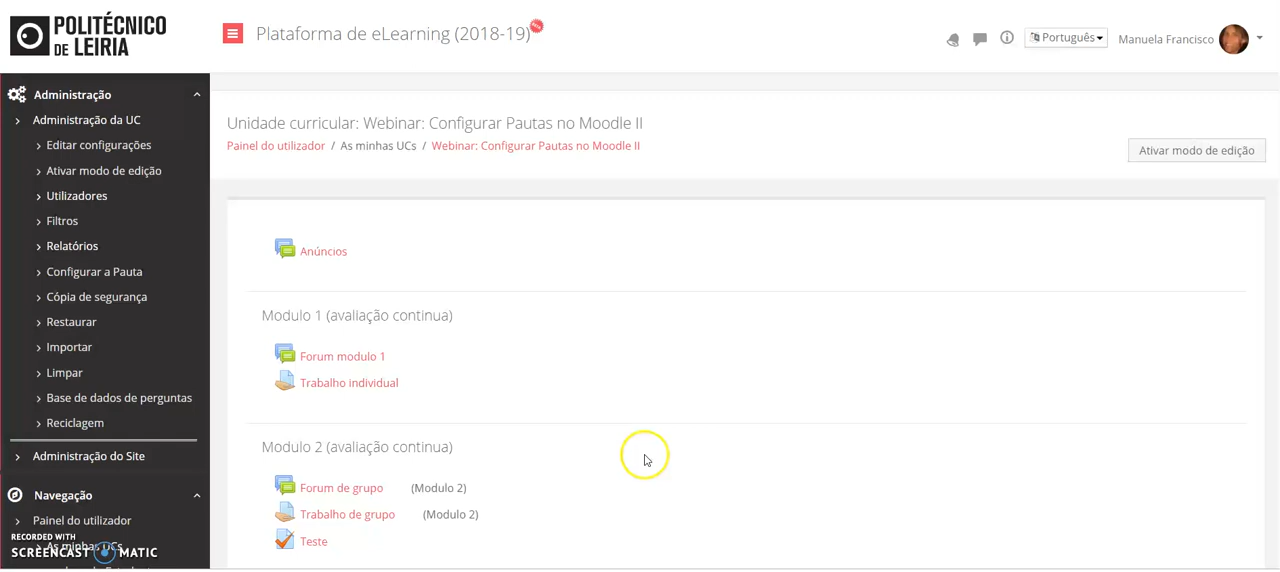 POLITÉCNICO
DE LEIRIA
Plataforma de eLearning (2018-19)
Português
Manuela Francisco
Administração
Administração da UC
Editar configurações
Ativar modo de edição
Utilizadores
Filtros
Relatórios
Configurar a Pauta
Cópia de segurança
Restaurar
Importar
Limpar
Base de dados de perguntas
Reciclagem
Administração do Site
Navegação
Painel do utilizador
As minhas UCs
RECORDED WITH
SCREENCAST MATIC
Unidade curricular: Webinar: Configurar Pautas no Moodle II
Painel do utilizador / As minhas UCs / Webinar: Configurar Pautas no Moodle II
Ativar modo de edição
Anúncios
Modulo 1 (avaliação continua)
Forum modulo 1
Trabalho individual
Modulo 2 (avaliação continua)
Forum de grupo (Modulo 2)
Trabalho de grupo (Modulo 2)
Teste